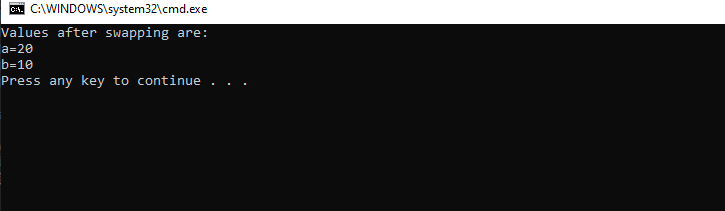 C:\WINDOWS\system32\cmd.exe
Values after swapping are:
a=20
b=10
Press any key to continue . . .